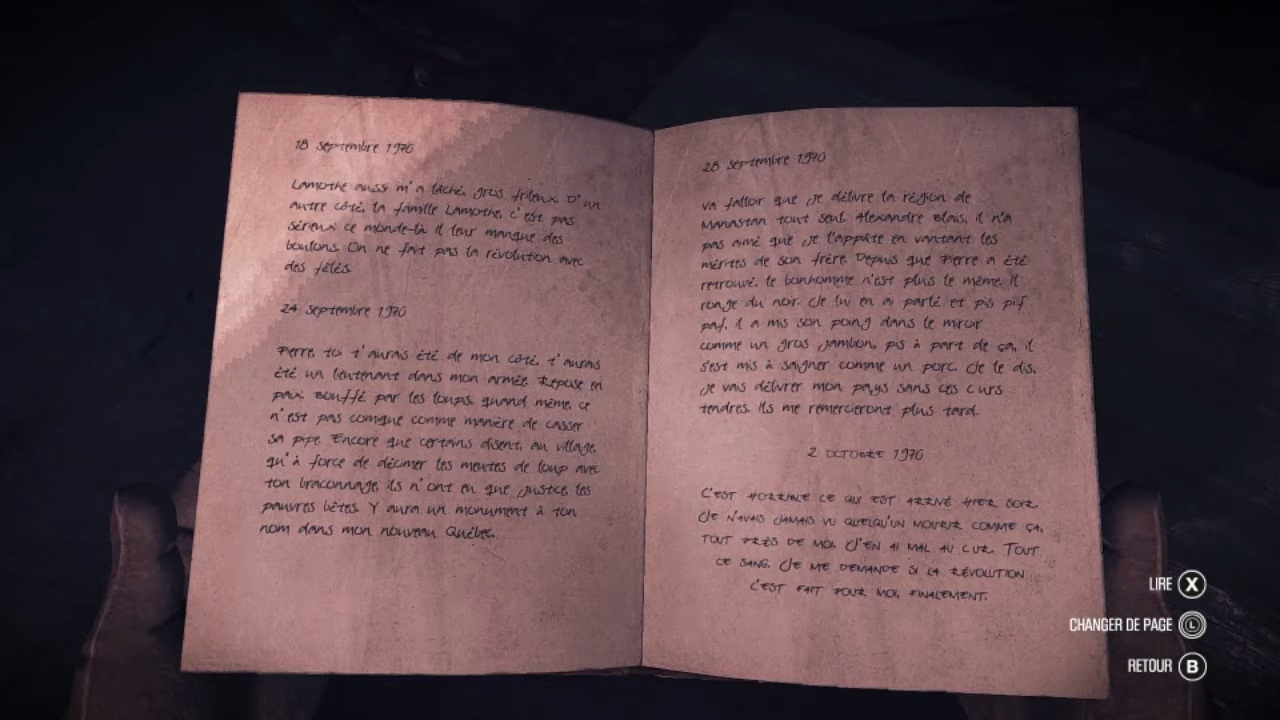 18 septembre 1970
Lamothe aussi m'a lâché, gros frileux. D'un
autre côté, la famille Lamothe, c'est pas
sérieux ce monde-là. Il leur manque des
boulons. On ne fait pas la révolution avec
des fêlés.
24 septembre 1970
Pierre, toi t'aurais été de mon côté, t'aurais
été un lieutenant dans mon armée. Repose en
paix. Bouffé par les loups, quand même, ce
n'est pas comique comme manière de casser
sa pipe. Encore que certains disent, au village,
qu'à force de décimer les meutes de loup avec
ton braconnage, ils n'ont eu que justice, les
pauvres bêtes. Y aura un monument à ton
nom dans mon nouveau Québec.
28 septembre 1970
Va falloir que je délivre la région de
Manastan tout seul. Alexandre Blais, il n'a
pas aimé que je l'appâte en vantant les
mérites de son frère. Depuis que Pierre a été
retrouvé, le bonhomme n'est plus le même. Il
ronge du noir. Je lui en ai parlé et pis pif
paf, il a mis son poing dans le miroir
comme un gros jambon, pis à part de ça, il
s'est mis à saigner comme un porc. Je le dis,
je vais délivrer mon pays sans ces curs
tendres. Ils me remercieront plus tard.
2 OCTOBRE 1970
C'EST HORRIBLE CE QUI EST ARRIVÉ HIER SOIR.
JE N'AVAIS JAMAIS VU QUELQU'UN MOURIR COMME ÇA,
TOUT PRÈS DE MOI. J'EN AI MAL AU CUR. TOUT
CE SANG. JE ME DEMANDE SI LA RÉVOLUTION
C'EST FAIT POUR MOI, FINALEMENT.
LIRE X
CHANGER DE PAGE L
RETOUR B